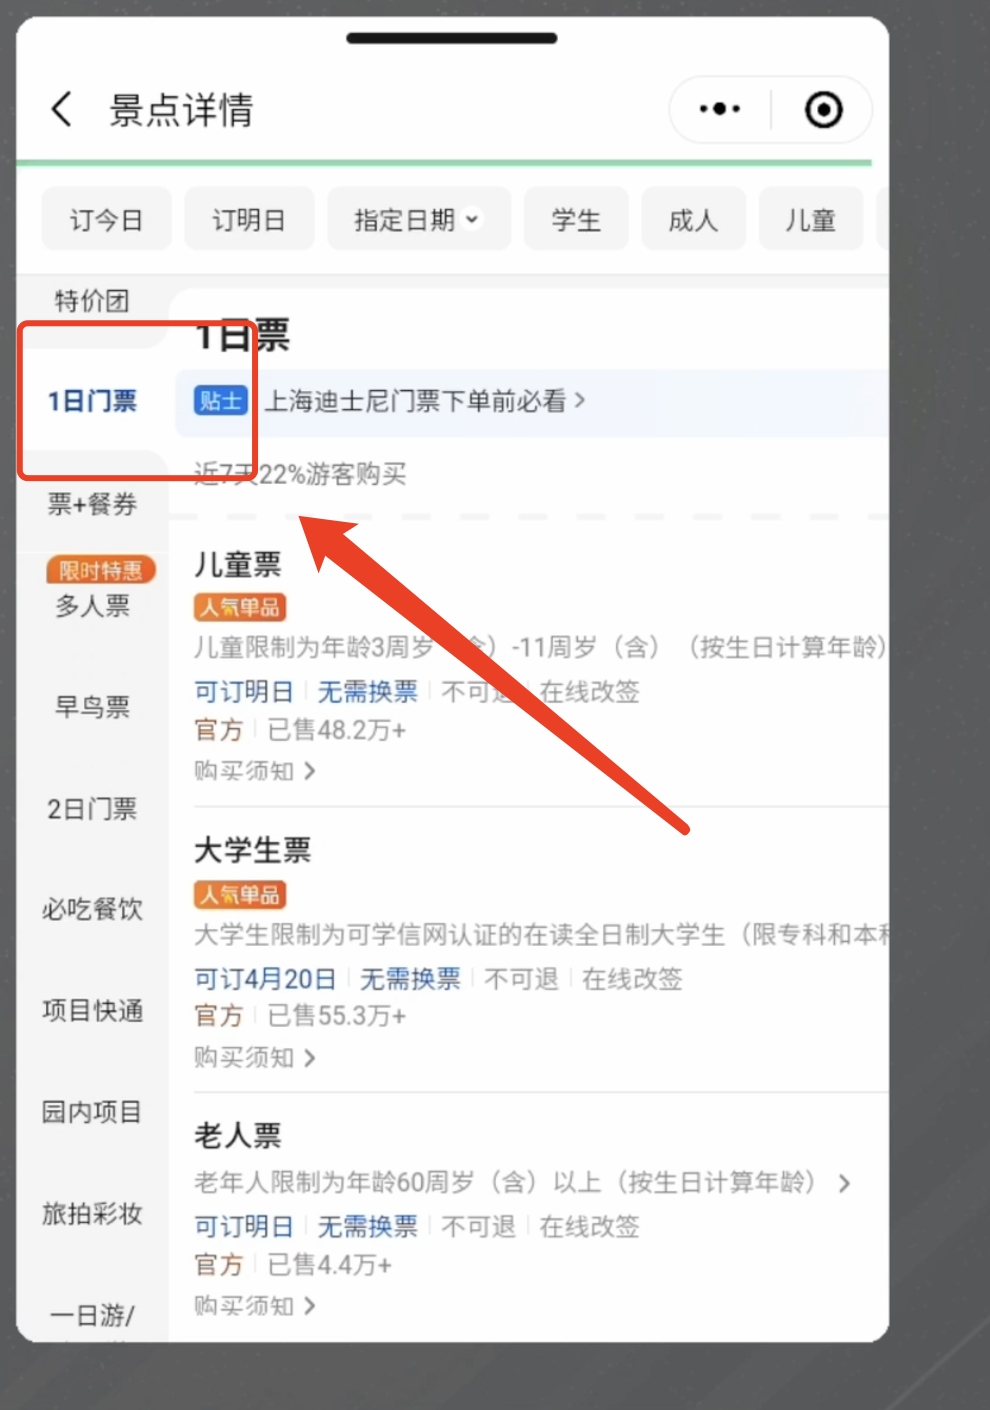 景点详情
订今日 订明日 指定日期 学生 成人 儿童
特价团
1日门票
票+餐券
限时特惠
多人票
早鸟票
2日门票
必吃餐饮
项目快通
园内项目
旅拍彩妆
一日游/
1日票
贴士 上海迪士尼门票下单前必看
近7天22%游客购买
儿童票
人气单品
儿童限制为年龄3周岁（含）-11周岁（含）（按生日计算年龄）
可订明日 无需换票 不可退 在线改签
官方 已售48.2万+
购买须知
大学生票
人气单品
大学生限制为可学信网认证的在读全日制大学生（限专科和本科
可订4月20日 无需换票 不可退 在线改签
官方 已售55.3万+
购买须知
老人票
老年人限制为年龄60周岁（含）以上（按生日计算年龄）
可订明日 无需换票 不可退 在线改签
官方 已售4.4万+
购买须知